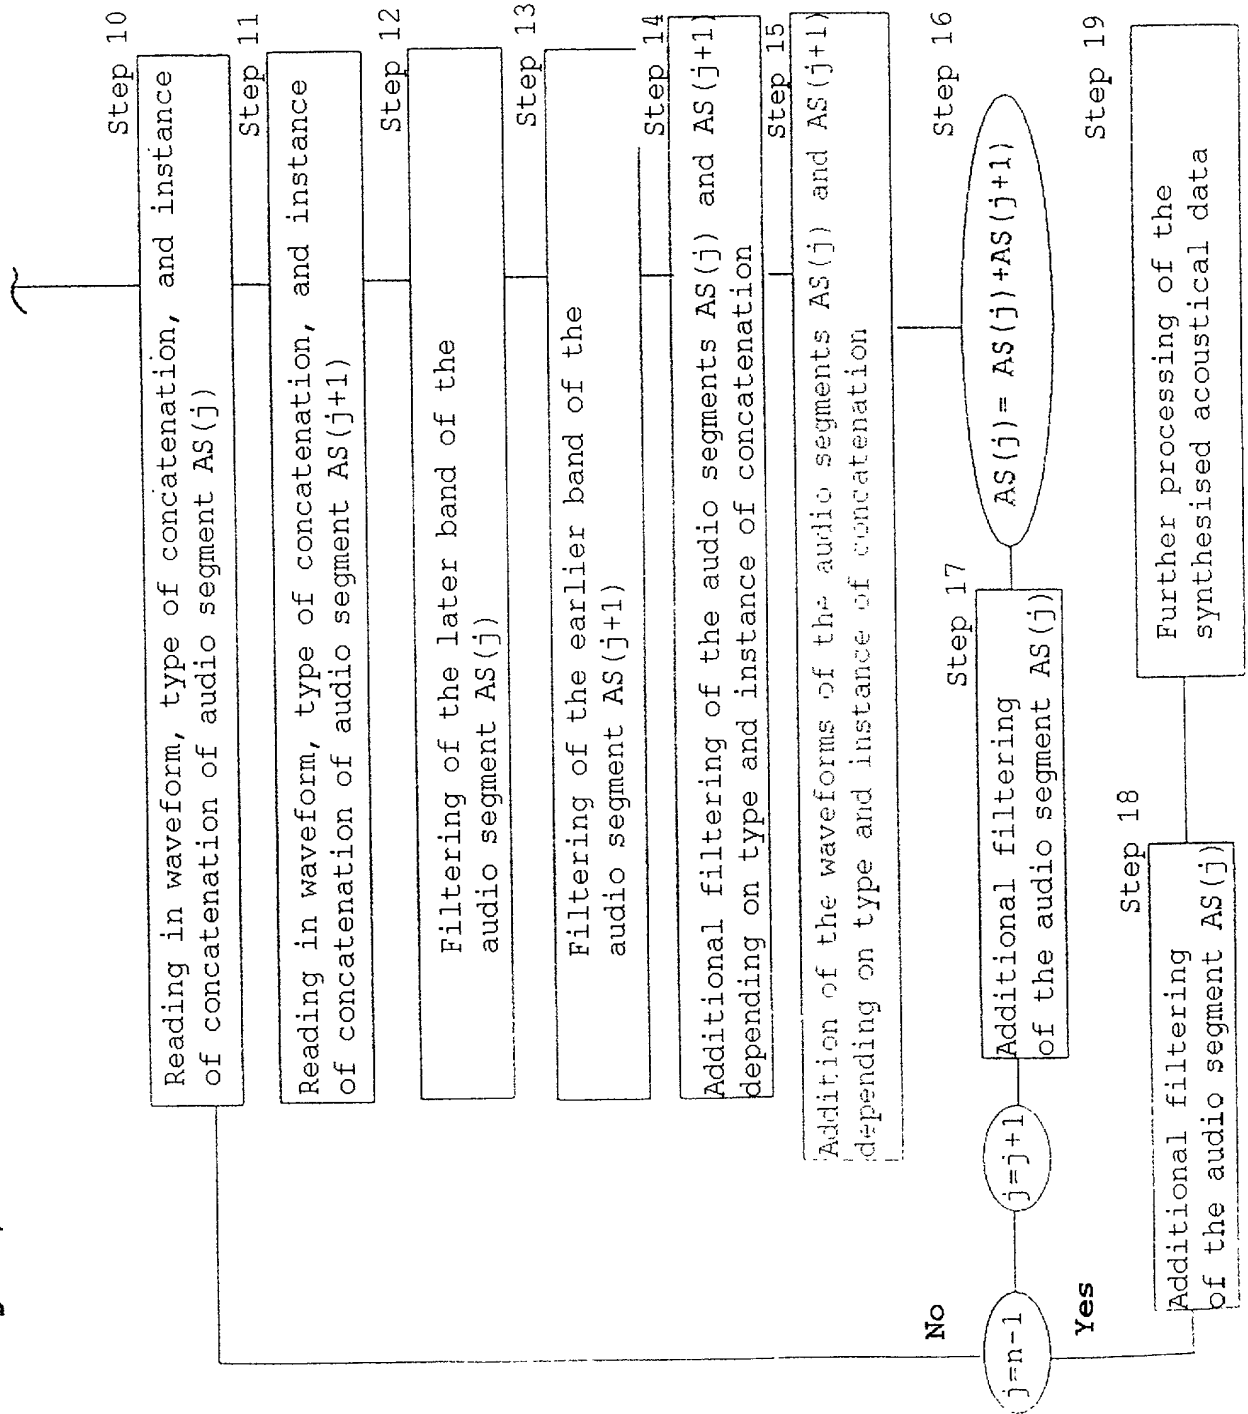 Step 10
Reading in waveform, type of concatenation, and instance
of concatenation of audio segment AS(j)
Step 11
Reading in waveform, type of concatenation, and instance
of concatenation of audio segment AS(j+1)
Step 12
Filtering of the later band of the
audio segment AS(j)
Step 13
Filtering of the earlier band of the
audio segment AS(j+1)
Step 14
Additional filtering of the audio segments AS(j) and AS(j+1)
depending on type and instance of concatenation
Step 15
Addition of the waveforms of the audio segments AS(j) and AS(j+1)
depending on type and instance of concatenation
Step 16
AS(j)= AS(j)+AS(j+1)
Step 17
Additional filtering
of the audio segment AS(j)
j=j+1
j=n-1
No
Yes
Step 18
Additional filtering
of the audio segment AS(j)
Step 19
Further processing of the
synthesised acoustical data